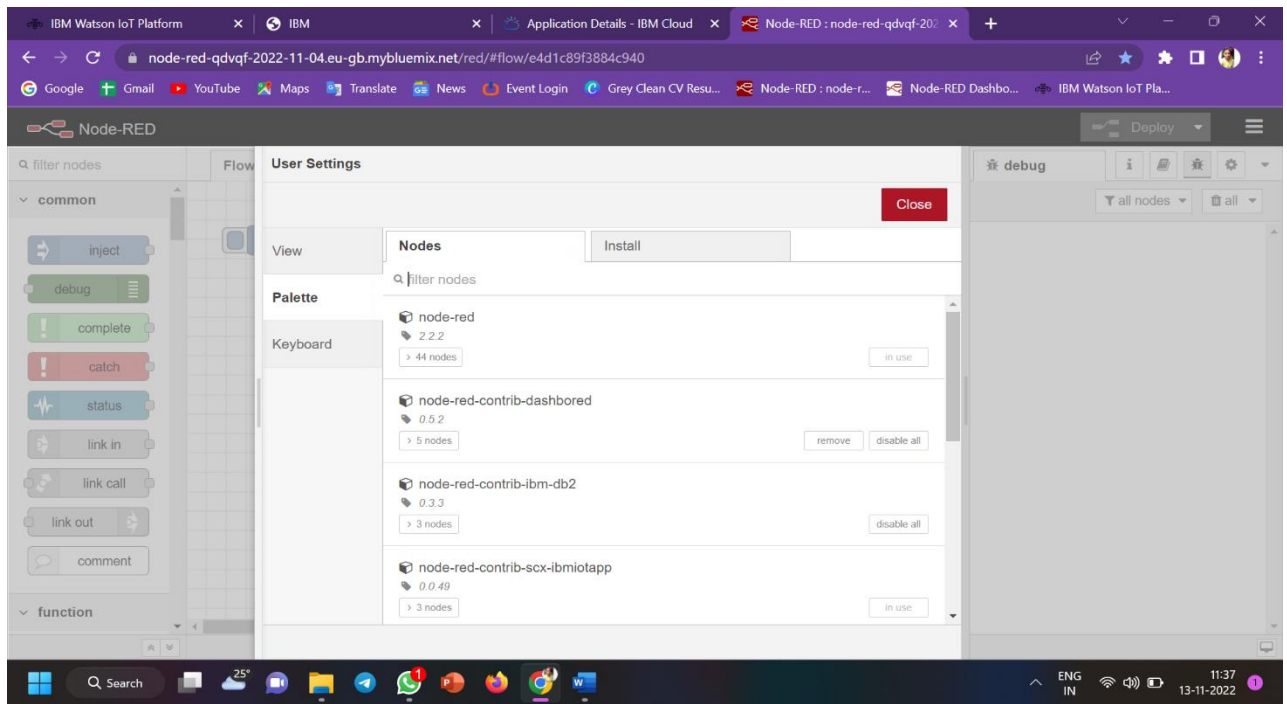 IBM Watson IoT Platform
IBM
Application Details - IBM Cloud
Node-RED : node-red-qdvqf-202
node-red-qdvqf-2022-11-04.eu-gb.mybluemix.net/red/#flow/e4d1c89f3884c940
Google Gmail YouTube Maps Translate News Event Login Grey Clean CV Resu... Node-RED : node-r... Node-RED Dashbo... IBM Watson IoT Pla...
Node-RED
Deploy
filter nodes
Flow
User Settings
debug
i
Close
all nodes
all
common
inject
debug
complete
catch
status
link in
link call
link out
comment
function
View
Palette
Keyboard
Nodes
Install
filter nodes
node-red
2.2.2
44 nodes
in use
node-red-contrib-dashbored
0.5.2
5 nodes
remove
disable all
node-red-contrib-ibm-db2
0.3.3
3 nodes
disable all
node-red-contrib-scx-ibmiotapp
0.0.49
3 nodes
in use
Search
25°
1
ENG
IN
11:37
13-11-2022
1